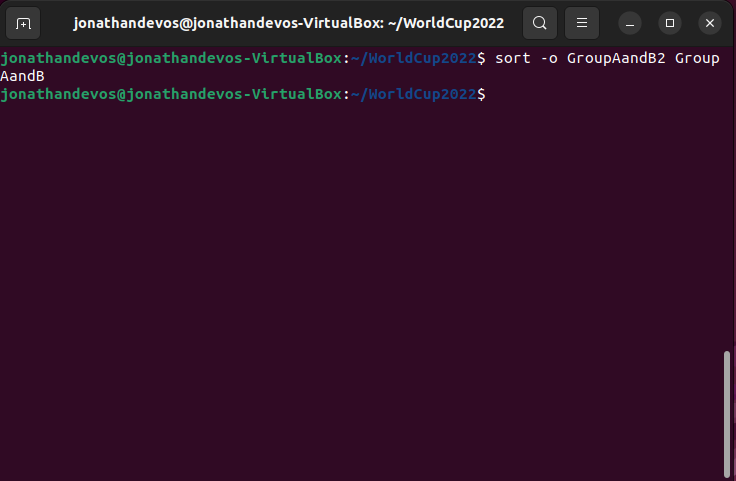 jonathandevos@jonathandevos-VirtualBox: ~/WorldCup2022
jonathandevos@jonathandevos-VirtualBox:~/WorldCup2022$ sort -o GroupAandB2 Group
AandB
jonathandevos@jonathandevos-VirtualBox:~/WorldCup2022$